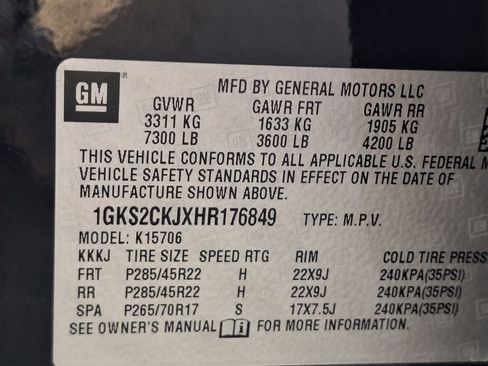 GM
MFD BY GENERAL MOTORS LLC
GVWR GAWR FRT GAWR RR
3311 KG 1633 KG 1905 KG
7300 LB 3600 LB 4200 LB
THIS VEHICLE CONFORMS TO ALL APPLICABLE U.S. FEDERAL
VEHICLE SAFETY STANDARDS IN EFFECT ON THE DATE OF
MANUFACTURE SHOWN ABOVE.
1GKS2CKJXHR176849 TYPE: M.P.V.
MODEL: K15706
KKKJ TIRE SIZE SPEED RTG RIM COLD TIRE PRESS
FRT P285/45R22 H 22X9J 240KPA(35PSI)
RR P285/45R22 H 22X9J 240KPA(35PSI)
SPA P265/70R17 S 17X7.5J 240KPA(35PSI)
SEE OWNER'S MANUAL FOR MORE INFORMATION.